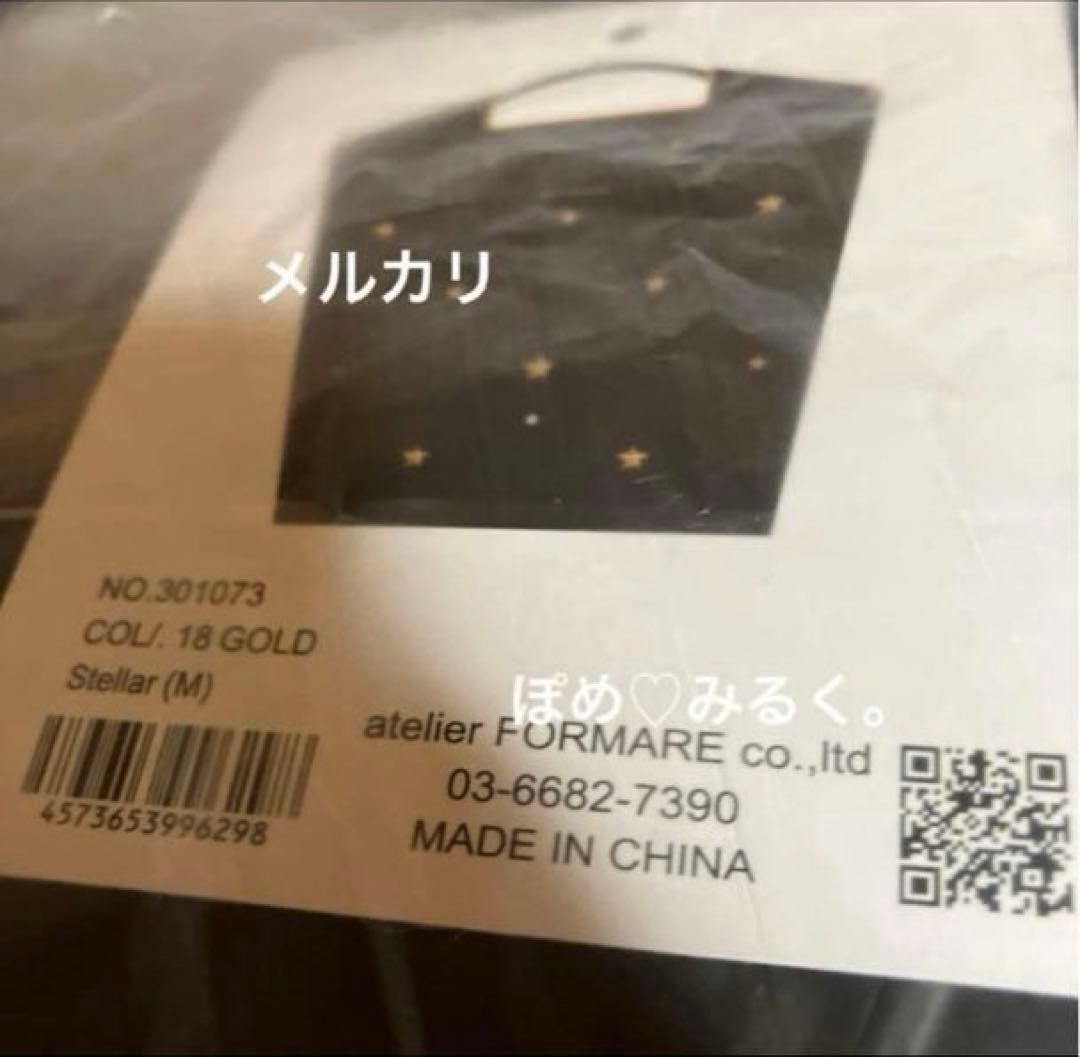 メルカリ
NO.301073
COL/. 18 GOLD
Stellar (M)
ぽめ♡みるく。
atelier FORMARE co.,ltd
03-6682-7390
MADE IN CHINA
4573653996298